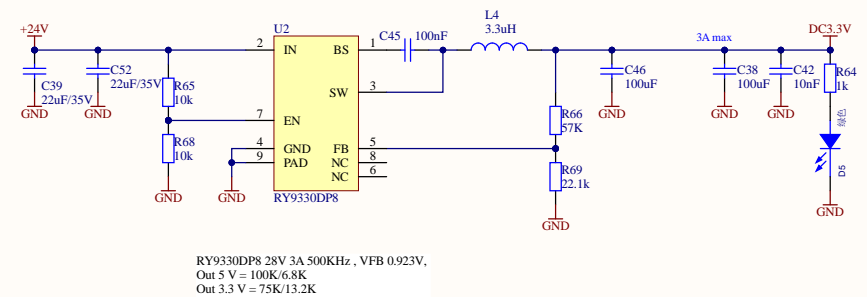 +24V
U2
C45
100nF
L4
3.3uH
3A max
DC3.3V
2
IN
BS
1
C39
22uF/35V
C52
22uF/35V
R65
10k
SW
3
C46
100uF
C38
100uF
C42
10nF
R64
1k
GND
GND
7
EN
R66
57K
GND
GND
GND
绿色
R68
10k
4
GND
FB
5
9
PAD
NC
8
NC
6
R69
22.1k
D5
GND
GND
RY9330DP8
GND
GND
RY9330DP8 28V 3A 500KHz , VFB 0.923V,
Out 5 V = 100K/6.8K
Out 3.3 V = 75K/13.2K